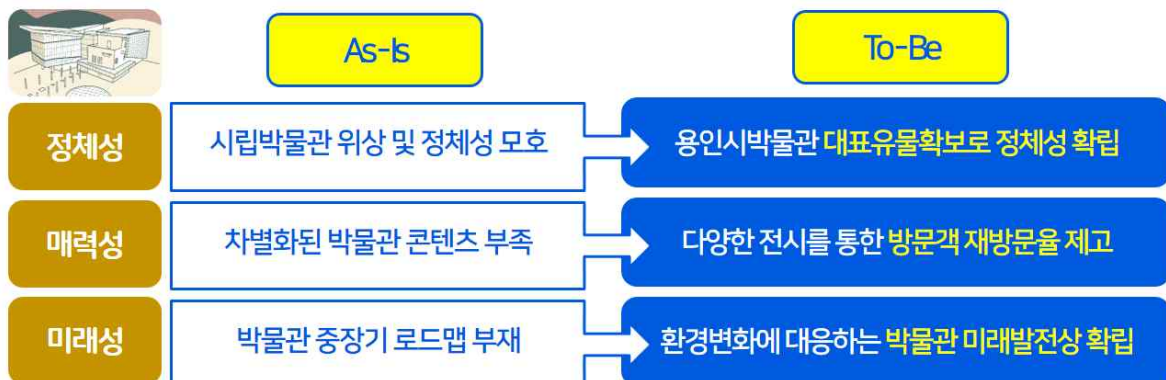 As-Is
To-Be
정체성
시립박물관 위상 및 정체성 모호
용인시박물관 대표유물확보로 정체성 확립
매력성
차별화된 박물관 콘텐츠 부족
다양한 전시를 통한 방문객 재방문율 제고
미래성
박물관 중장기 로드맵 부재
환경변화에 대응하는 박물관 미래발전상 확립